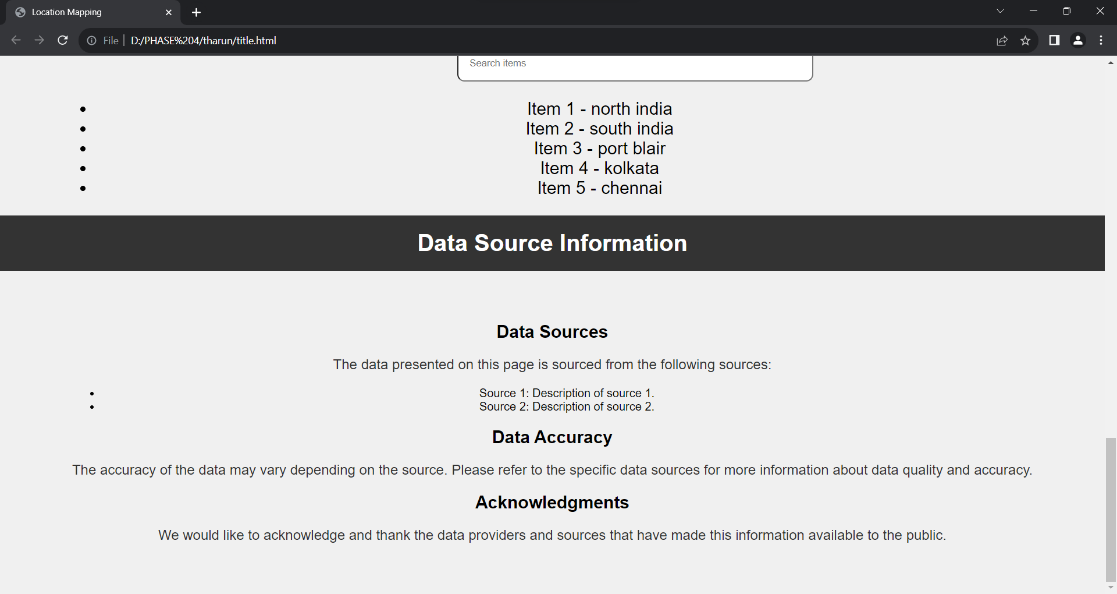 Location Mapping
File | D:/PHASE%204/tharun/title.html
Search items
• Item 1 - north india
• Item 2 - south india
• Item 3 - port blair
• Item 4 - kolkata
• Item 5 - chennai
Data Source Information
Data Sources
The data presented on this page is sourced from the following sources:
• Source 1: Description of source 1.
• Source 2: Description of source 2.
Data Accuracy
The accuracy of the data may vary depending on the source. Please refer to the specific data sources for more information about data quality and accuracy.
Acknowledgments
We would like to acknowledge and thank the data providers and sources that have made this information available to the public.